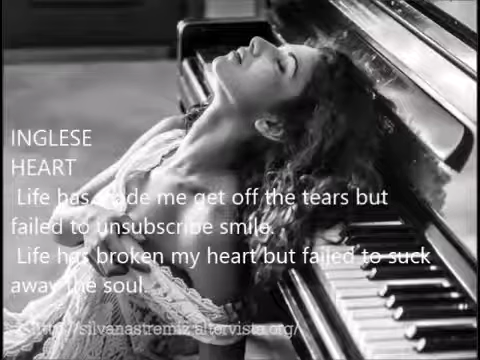 INGLESE
HEART
Life has made me get off the tears but
failed to unsubscribe smile.
Life has broken my heart but failed to suck
away the soul.
http://silvanastremiz.altervista.org/